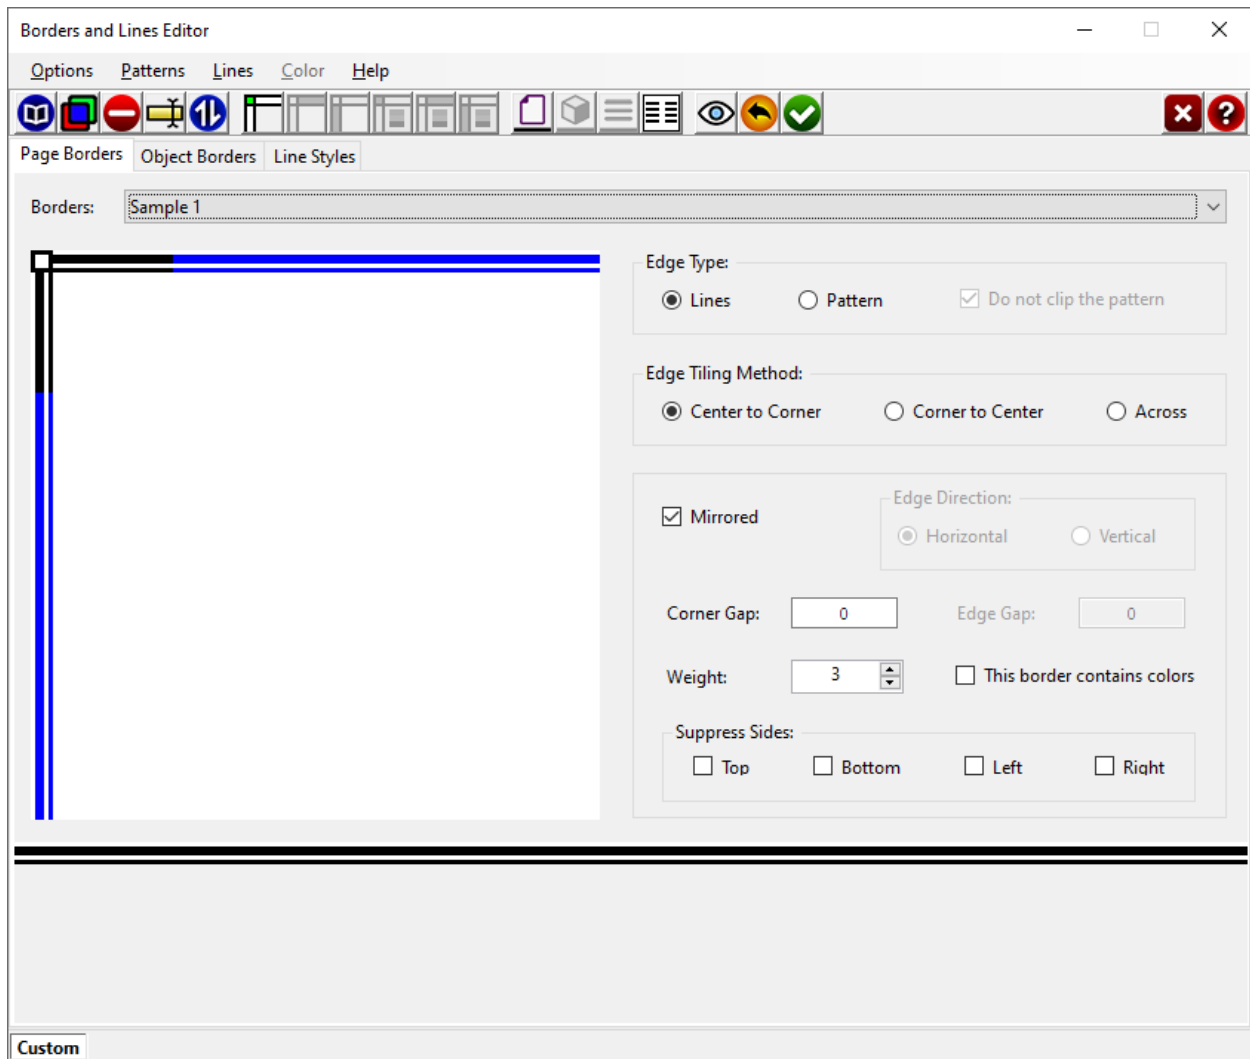 Borders and Lines Editor
Options Patterns Lines Color Help
Page Borders Object Borders Line Styles
Borders: Sample 1
Edge Type:
Lines Pattern Do not clip the pattern
Edge Tiling Method:
Center to Corner Corner to Center Across
Edge Direction:
Mirrored
Horizontal Vertical
Corner Gap: 0 Edge Gap: 0
Weight: 3 This border contains colors
Suppress Sides:
Top Bottom Left Right
Custom